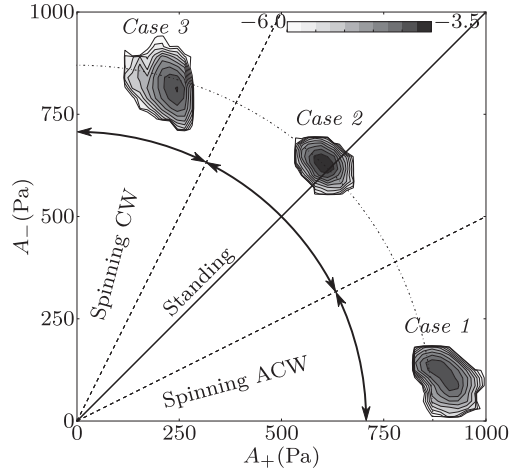 1000
Case 3
−6.0
−3.5
750
Case 2
A₋(Pa)
500
Spinning CW
Standing
250
Case 1
Spinning ACW
0
0
250
500
750
1000
A₊(Pa)